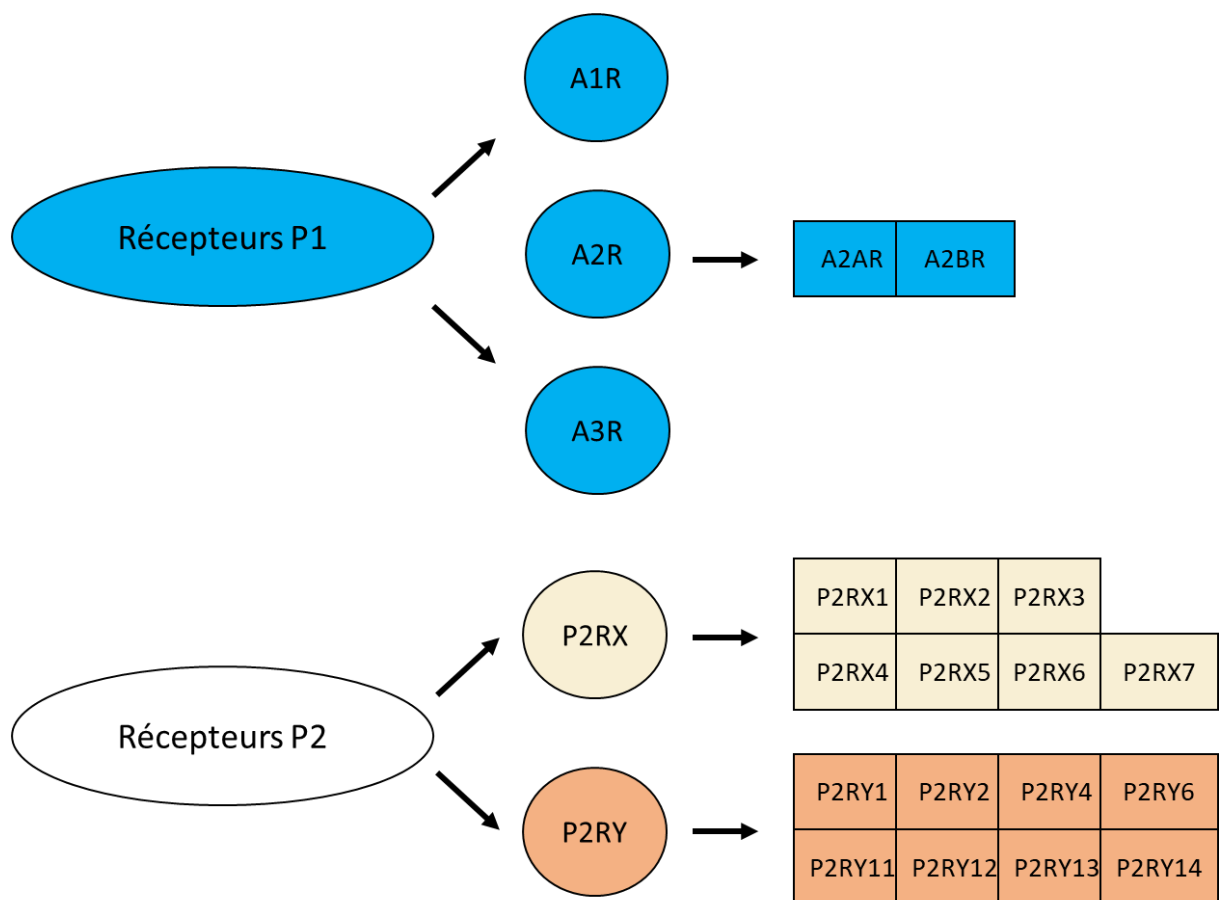 A1R
Récepteurs P1
A2R
A2AR A2BR
A3R
P2RX
P2RX1 P2RX2 P2RX3
P2RX4 P2RX5 P2RX6 P2RX7
Récepteurs P2
P2RY
P2RY1 P2RY2 P2RY4 P2RY6
P2RY11 P2RY12 P2RY13 P2RY14